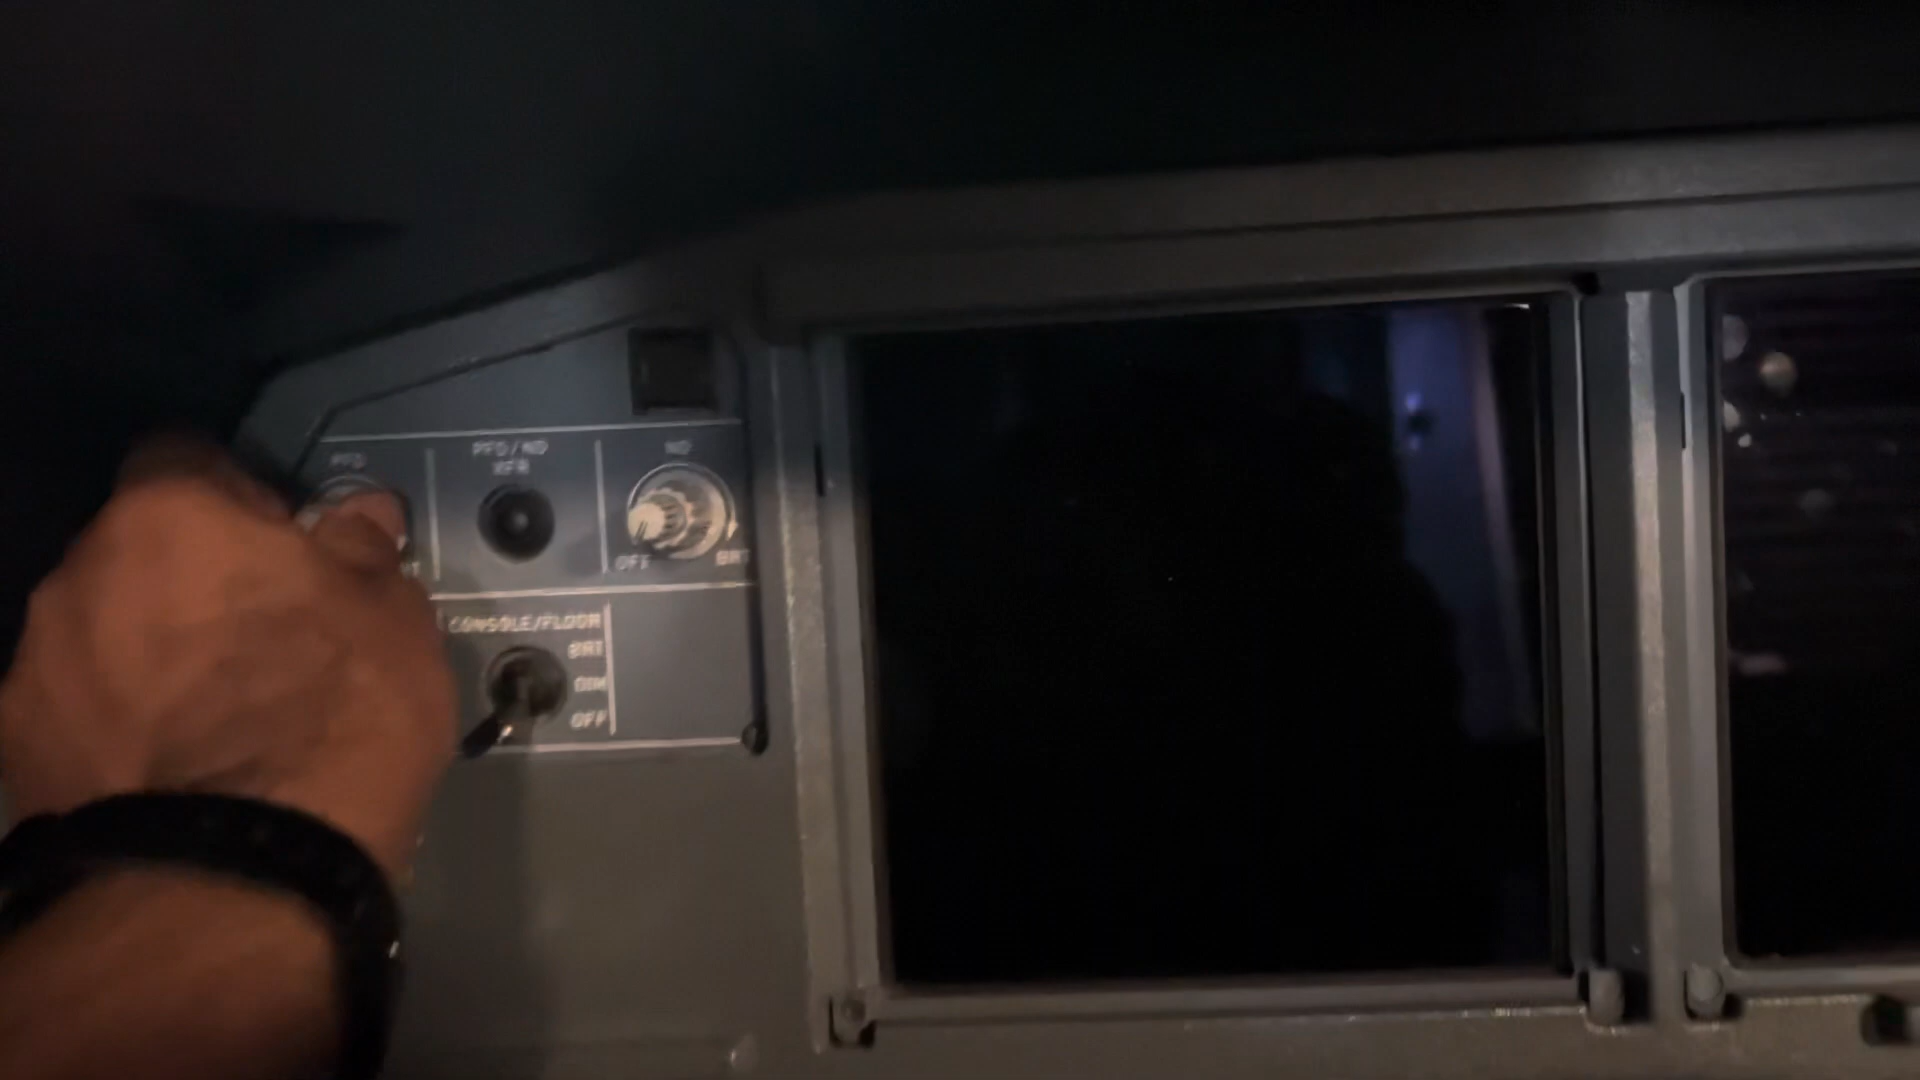 PFD
PFD/ND
XFR
ND
OFF
BRT
CONSOLE/FLOOR
BRT
DIM
OFF